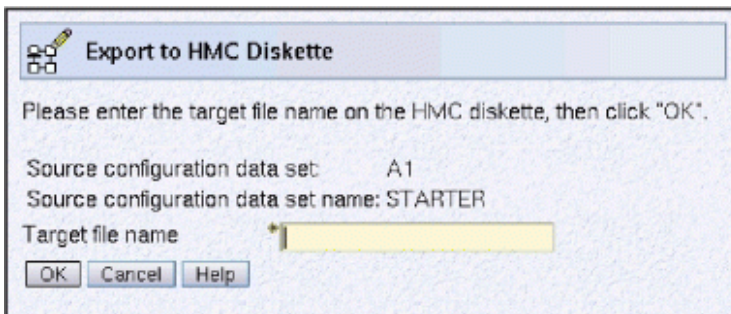 Export to HMC Diskette
Please enter the target file name on the HMC diskette, then click "OK".
Source configuration data set: A1
Source configuration data set name: STARTER
Target file name *
OK Cancel Help